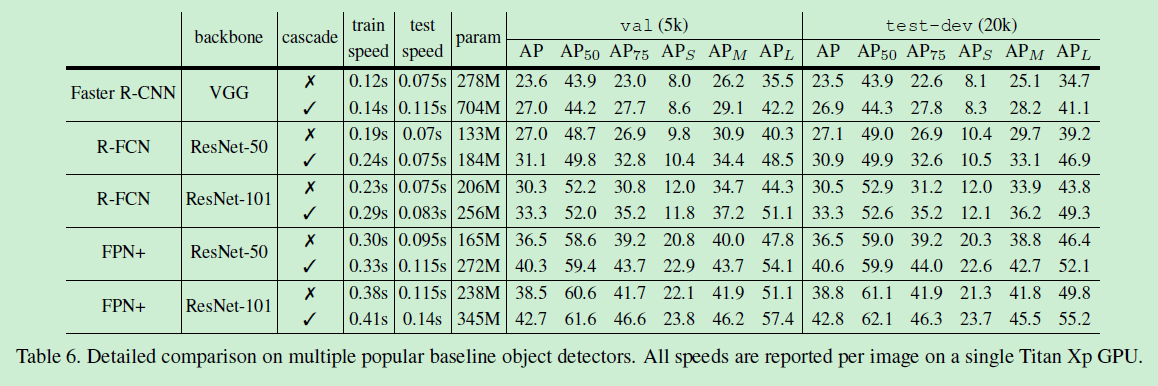 backbone cascade train speed test speed param val (5k) test-dev (20k)
AP AP50 AP75 APS APM APL AP AP50 AP75 APS APM APL
Faster R-CNN VGG ✗ 0.12s 0.075s 278M 23.6 43.9 23.0 8.0 26.2 35.5 23.5 43.9 22.6 8.1 25.1 34.7
✓ 0.14s 0.115s 704M 27.0 44.2 27.7 8.6 29.1 42.2 26.9 44.3 27.8 8.3 28.2 41.1
R-FCN ResNet-50 ✗ 0.19s 0.07s 133M 27.0 48.7 26.9 9.8 30.9 40.3 27.1 49.0 26.9 10.4 29.7 39.2
✓ 0.24s 0.075s 184M 31.1 49.8 32.8 10.4 34.4 48.5 30.9 49.9 32.6 10.5 33.1 46.9
R-FCN ResNet-101 ✗ 0.23s 0.075s 206M 30.3 52.2 30.8 12.0 34.7 44.3 30.5 52.9 31.2 12.0 33.9 43.8
✓ 0.29s 0.083s 256M 33.3 52.0 35.2 11.8 37.2 51.1 33.3 52.6 35.2 12.1 36.2 49.3
FPN+ ResNet-50 ✗ 0.30s 0.095s 165M 36.5 58.6 39.2 20.8 40.0 47.8 36.5 59.0 39.2 20.3 38.8 46.4
✓ 0.33s 0.115s 272M 40.3 59.4 43.7 22.9 43.7 54.1 40.6 59.9 44.0 22.6 42.7 52.1
FPN+ ResNet-101 ✗ 0.38s 0.115s 238M 38.5 60.6 41.7 22.1 41.9 51.1 38.8 61.1 41.9 21.3 41.8 49.8
✓ 0.41s 0.14s 345M 42.7 61.6 46.6 23.8 46.2 57.4 42.8 62.1 46.3 23.7 45.5 55.2
Table 6. Detailed comparison on multiple popular baseline object detectors. All speeds are reported per image on a single Titan Xp GPU.